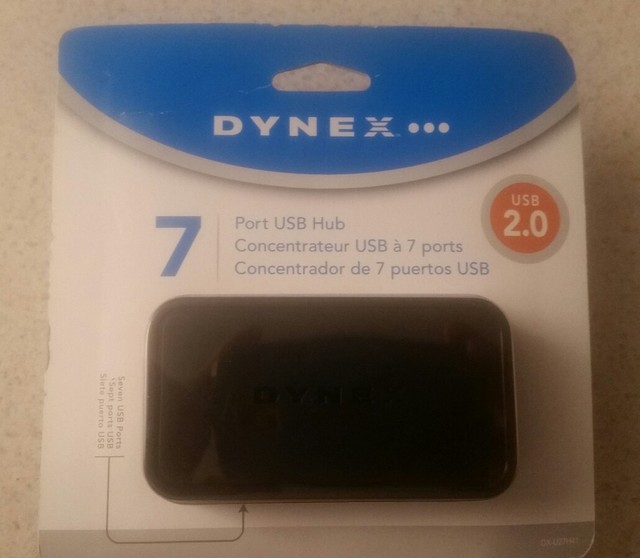 DYNEX
USB
2.0
7
Port USB Hub
Concentrateur USB à 7 ports
Concentrador de 7 puertos USB
DYNEX
Seven USB Ports
Sept ports USB
Siete puerto USB